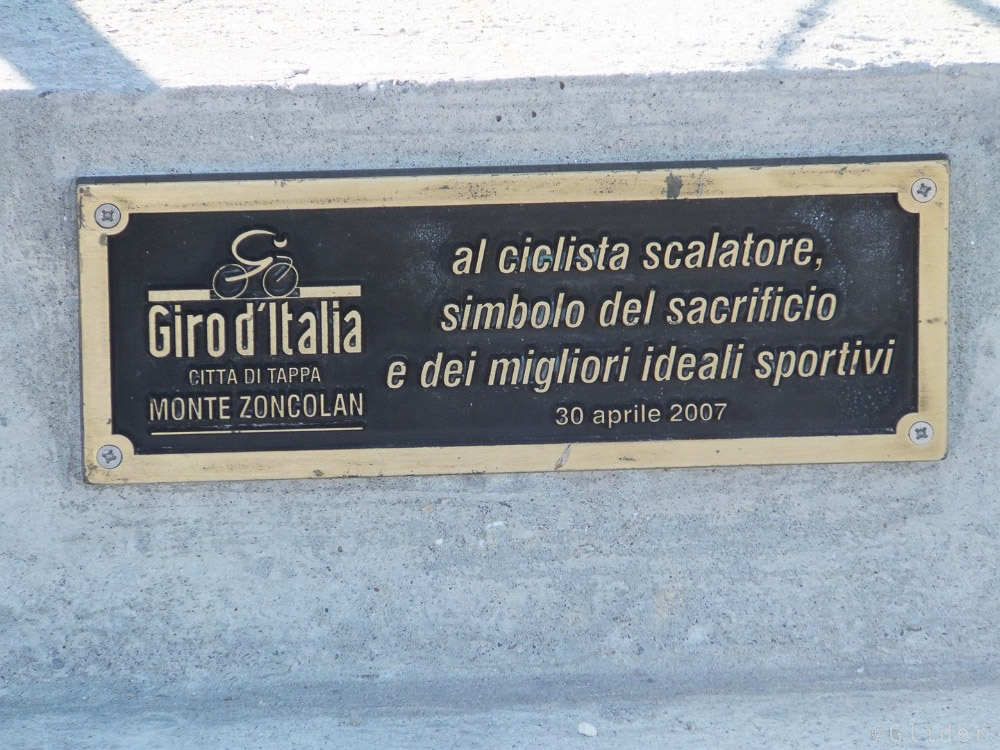 Giro d'Italia
CITTA DI TAPPA
MONTE ZONCOLAN
al ciclista scalatore,
simbolo del sacrificio
e dei migliori ideali sportivi
30 aprile 2007
sGlider